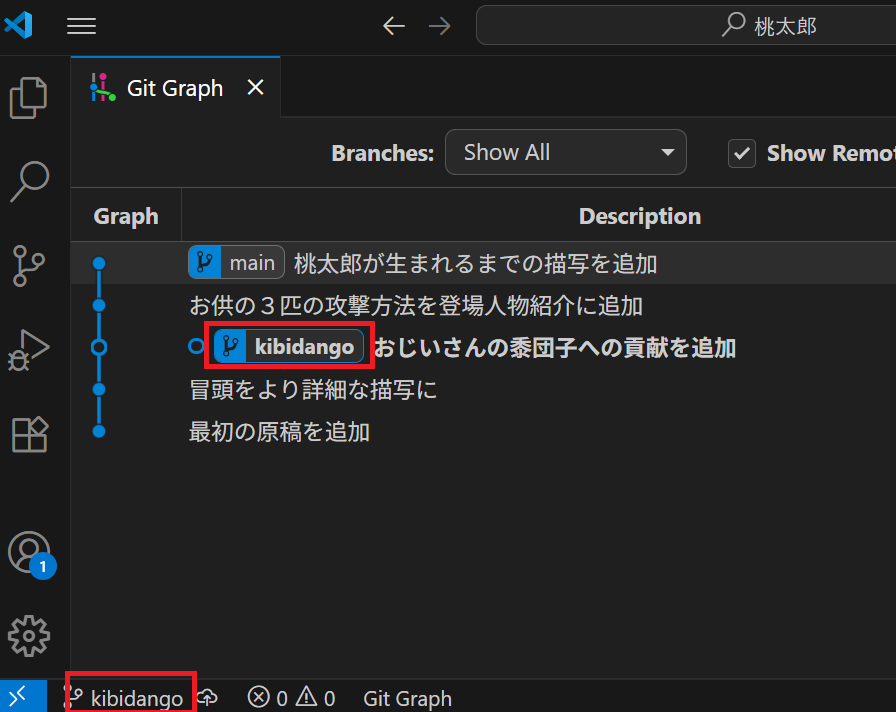 桃太郎
Git Graph
Branches: Show All Show Remot
Graph Description
main 桃太郎が生まれるまでの描写を追加
お供の３匹の攻撃方法を登場人物紹介に追加
kibidango おじいさんの黍団子への貢献を追加
冒頭をより詳細な描写に
最初の原稿を追加
1
kibidango 0 0 Git Graph